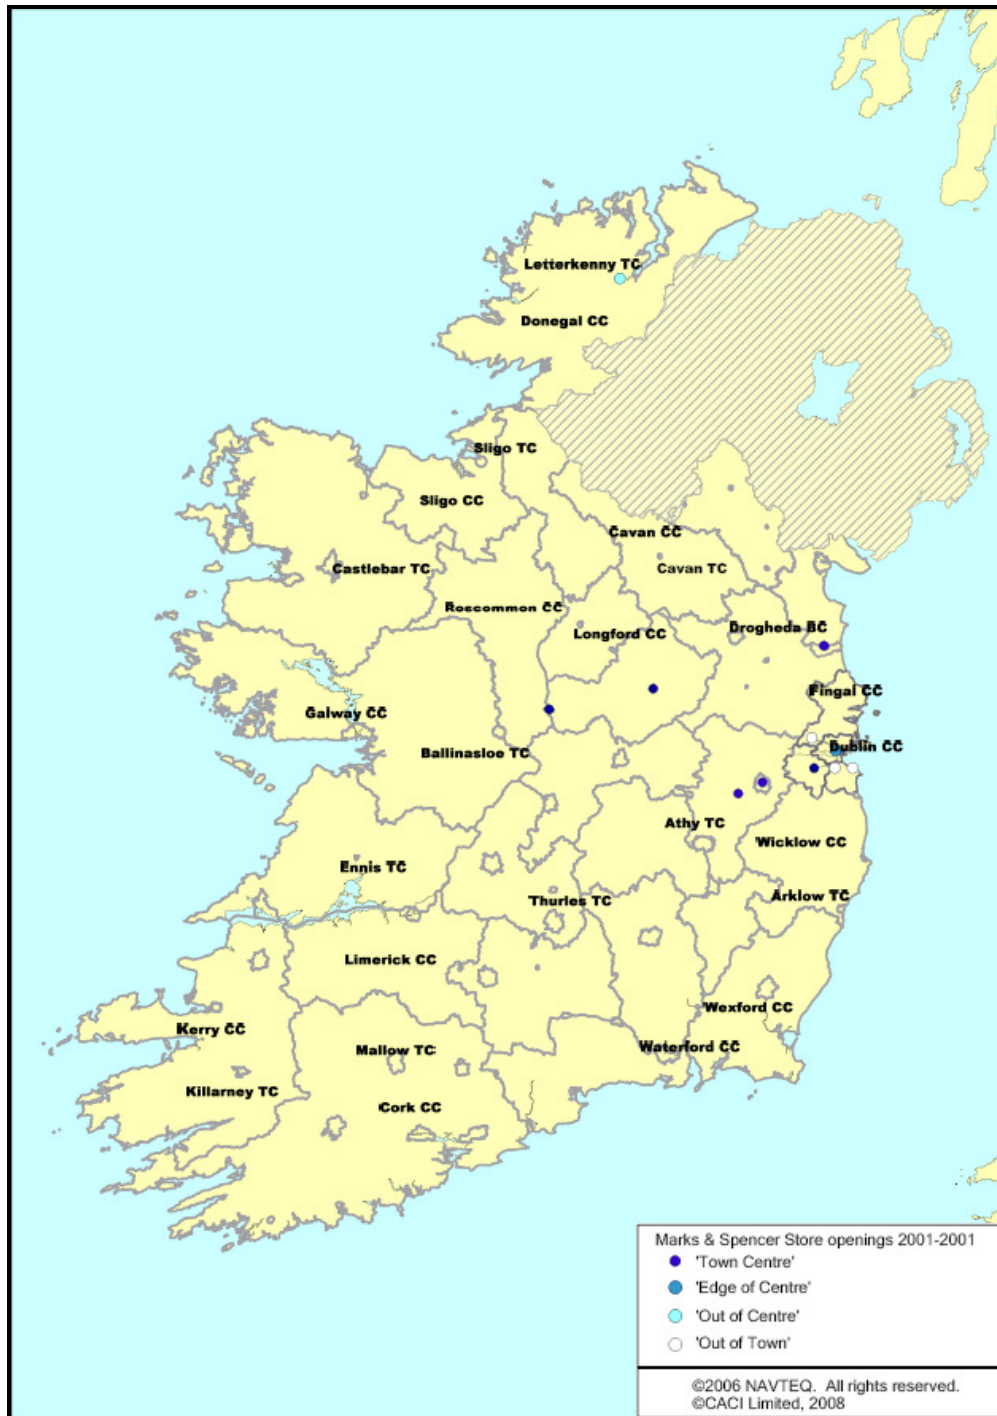 Letterkenny TC
Donegal CC
Sligo TC
Sligo CC
Cavan CC
Castlebar TC
Cavan TC
Roscommon CC
Longford CC
Drogheda BC
Fingal CC
Galway CC
Ballinasloe TC
Dublin CC
Athy TC
Wicklow CC
Ennis TC
Thurles TC
Arklow TC
Limerick CC
Wexford CC
Kerry CC
Mallow TC
Waterford CC
Killarney TC
Cork CC
Marks & Spencer Store openings 2001-2001
'Town Centre'
'Edge of Centre'
'Out of Centre'
'Out of Town'
©2006 NAVTEQ. All rights reserved.
©CACI Limited, 2008